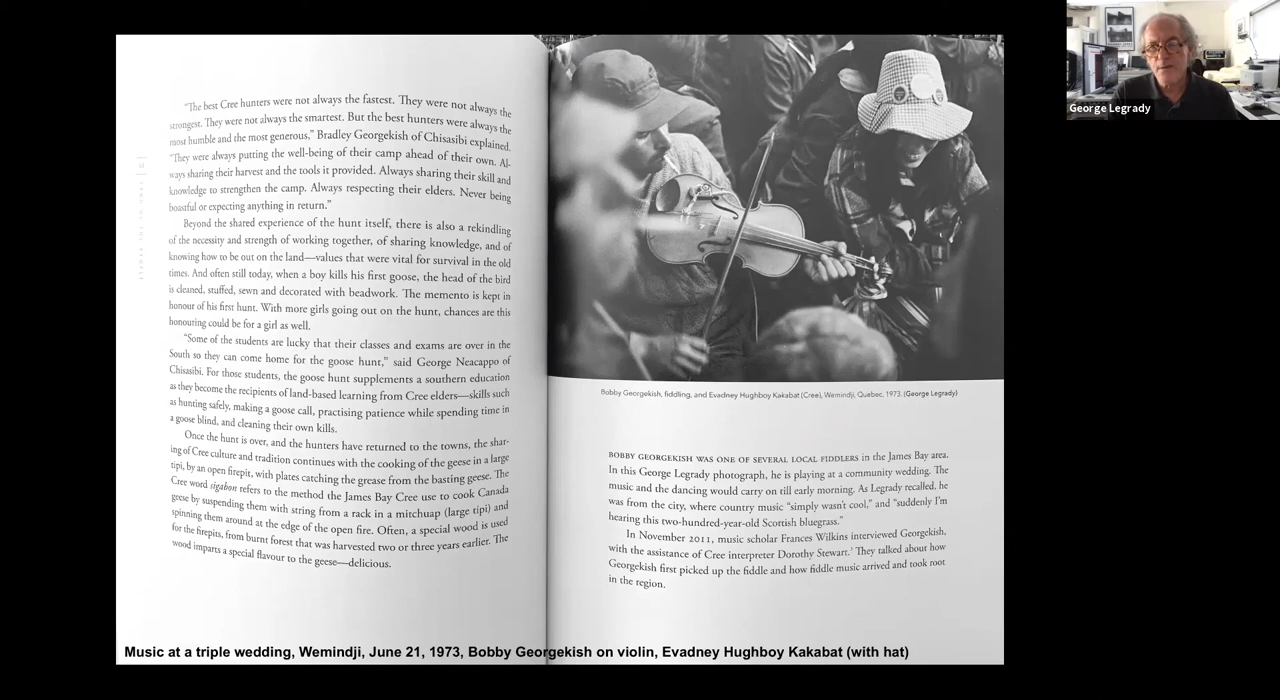 "The best Cree hunters were not always the fastest. They were not always the
strongest. They were not always the smartest. But the best hunters were always the
most humble and the most generous," Bradley Georgekish of Chisasibi explained.
"They were always putting the well-being of their camp ahead of their own. Al-
ways sharing their harvest and the tools it provided. Always sharing their skill and
knowledge to strengthen the camp. Always respecting their elders. Never being
boastful or expecting anything in return."
Beyond the shared experience of the hunt itself, there is also a rekindling
of the necessity and strength of working together, of sharing knowledge, and of
knowing how to be out on the land—values that were vital for survival in the old
times. And often still today, when a boy kills his first goose, the head of the bird
is cleaned, stuffed, sewn and decorated with beadwork. The memento is kept in
honour of his first hunt. With more girls going out on the hunt, chances are this
honouring could be for a girl as well.
"Some of the students are lucky that their classes and exams are over in the
South so they can come home for the goose hunt," said George Neacappo of
Chisasibi. For those students, the goose hunt supplements a southern education
as they become the recipients of land-based learning from Cree elders—skills such
as hunting safely, making a goose call, practising patience while spending time in
a goose blind, and cleaning their own kills.
Once the hunt is over, and the hunters have returned to the towns, the shar-
ing of Cree culture and tradition continues with the cooking of the geese in a large
tipi, by an open firepit, with plates catching the grease from the basting geese. The
Cree word sigabon refers to the method the James Bay Cree use to cook Canada
geese by suspending them with string from a rack in a mitchuap (large tipi) and
spinning them around at the edge of the open fire. Often, a special wood is used
for the firepits, from burnt forest that was harvested two or three years earlier. The
wood imparts a special flavour to the geese—delicious.
Bobby Georgekish, fiddling, and Evadney Hughboy Kakabat (Cree), Wemindji, Quebec, 1973. (George Legrady)
BOBBY GEORGEKISH WAS ONE OF SEVERAL LOCAL FIDDLERS in the James Bay area.
In this George Legrady photograph, he is playing at a community wedding. The
music and the dancing would carry on till early morning. As Legrady recalled, he
was from the city, where country music "simply wasn't cool," and "suddenly I'm
hearing this two-hundred-year-old Scottish bluegrass."
In November 2011, music scholar Frances Wilkins interviewed Georgekish,
with the assistance of Cree interpreter Dorothy Stewart. They talked about how
Georgekish first picked up the fiddle and how fiddle music arrived and took root
in the region.
Music at a triple wedding, Wemindji, June 21, 1973, Bobby Georgekish on violin, Evadney Hughboy Kakabat (with hat)
George Legrady